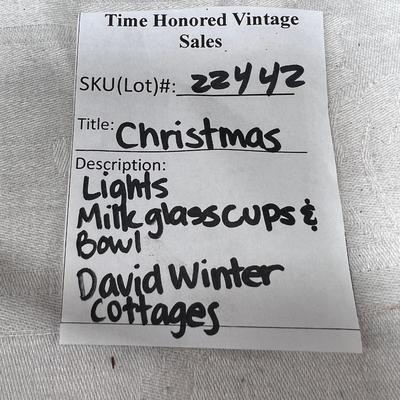 Time Honored Vintage
Sales
SKU(Lot)#: 22442
Title: Christmas
Description:
Lights
Milk glass cups &
Bowl
David Winter
cottages